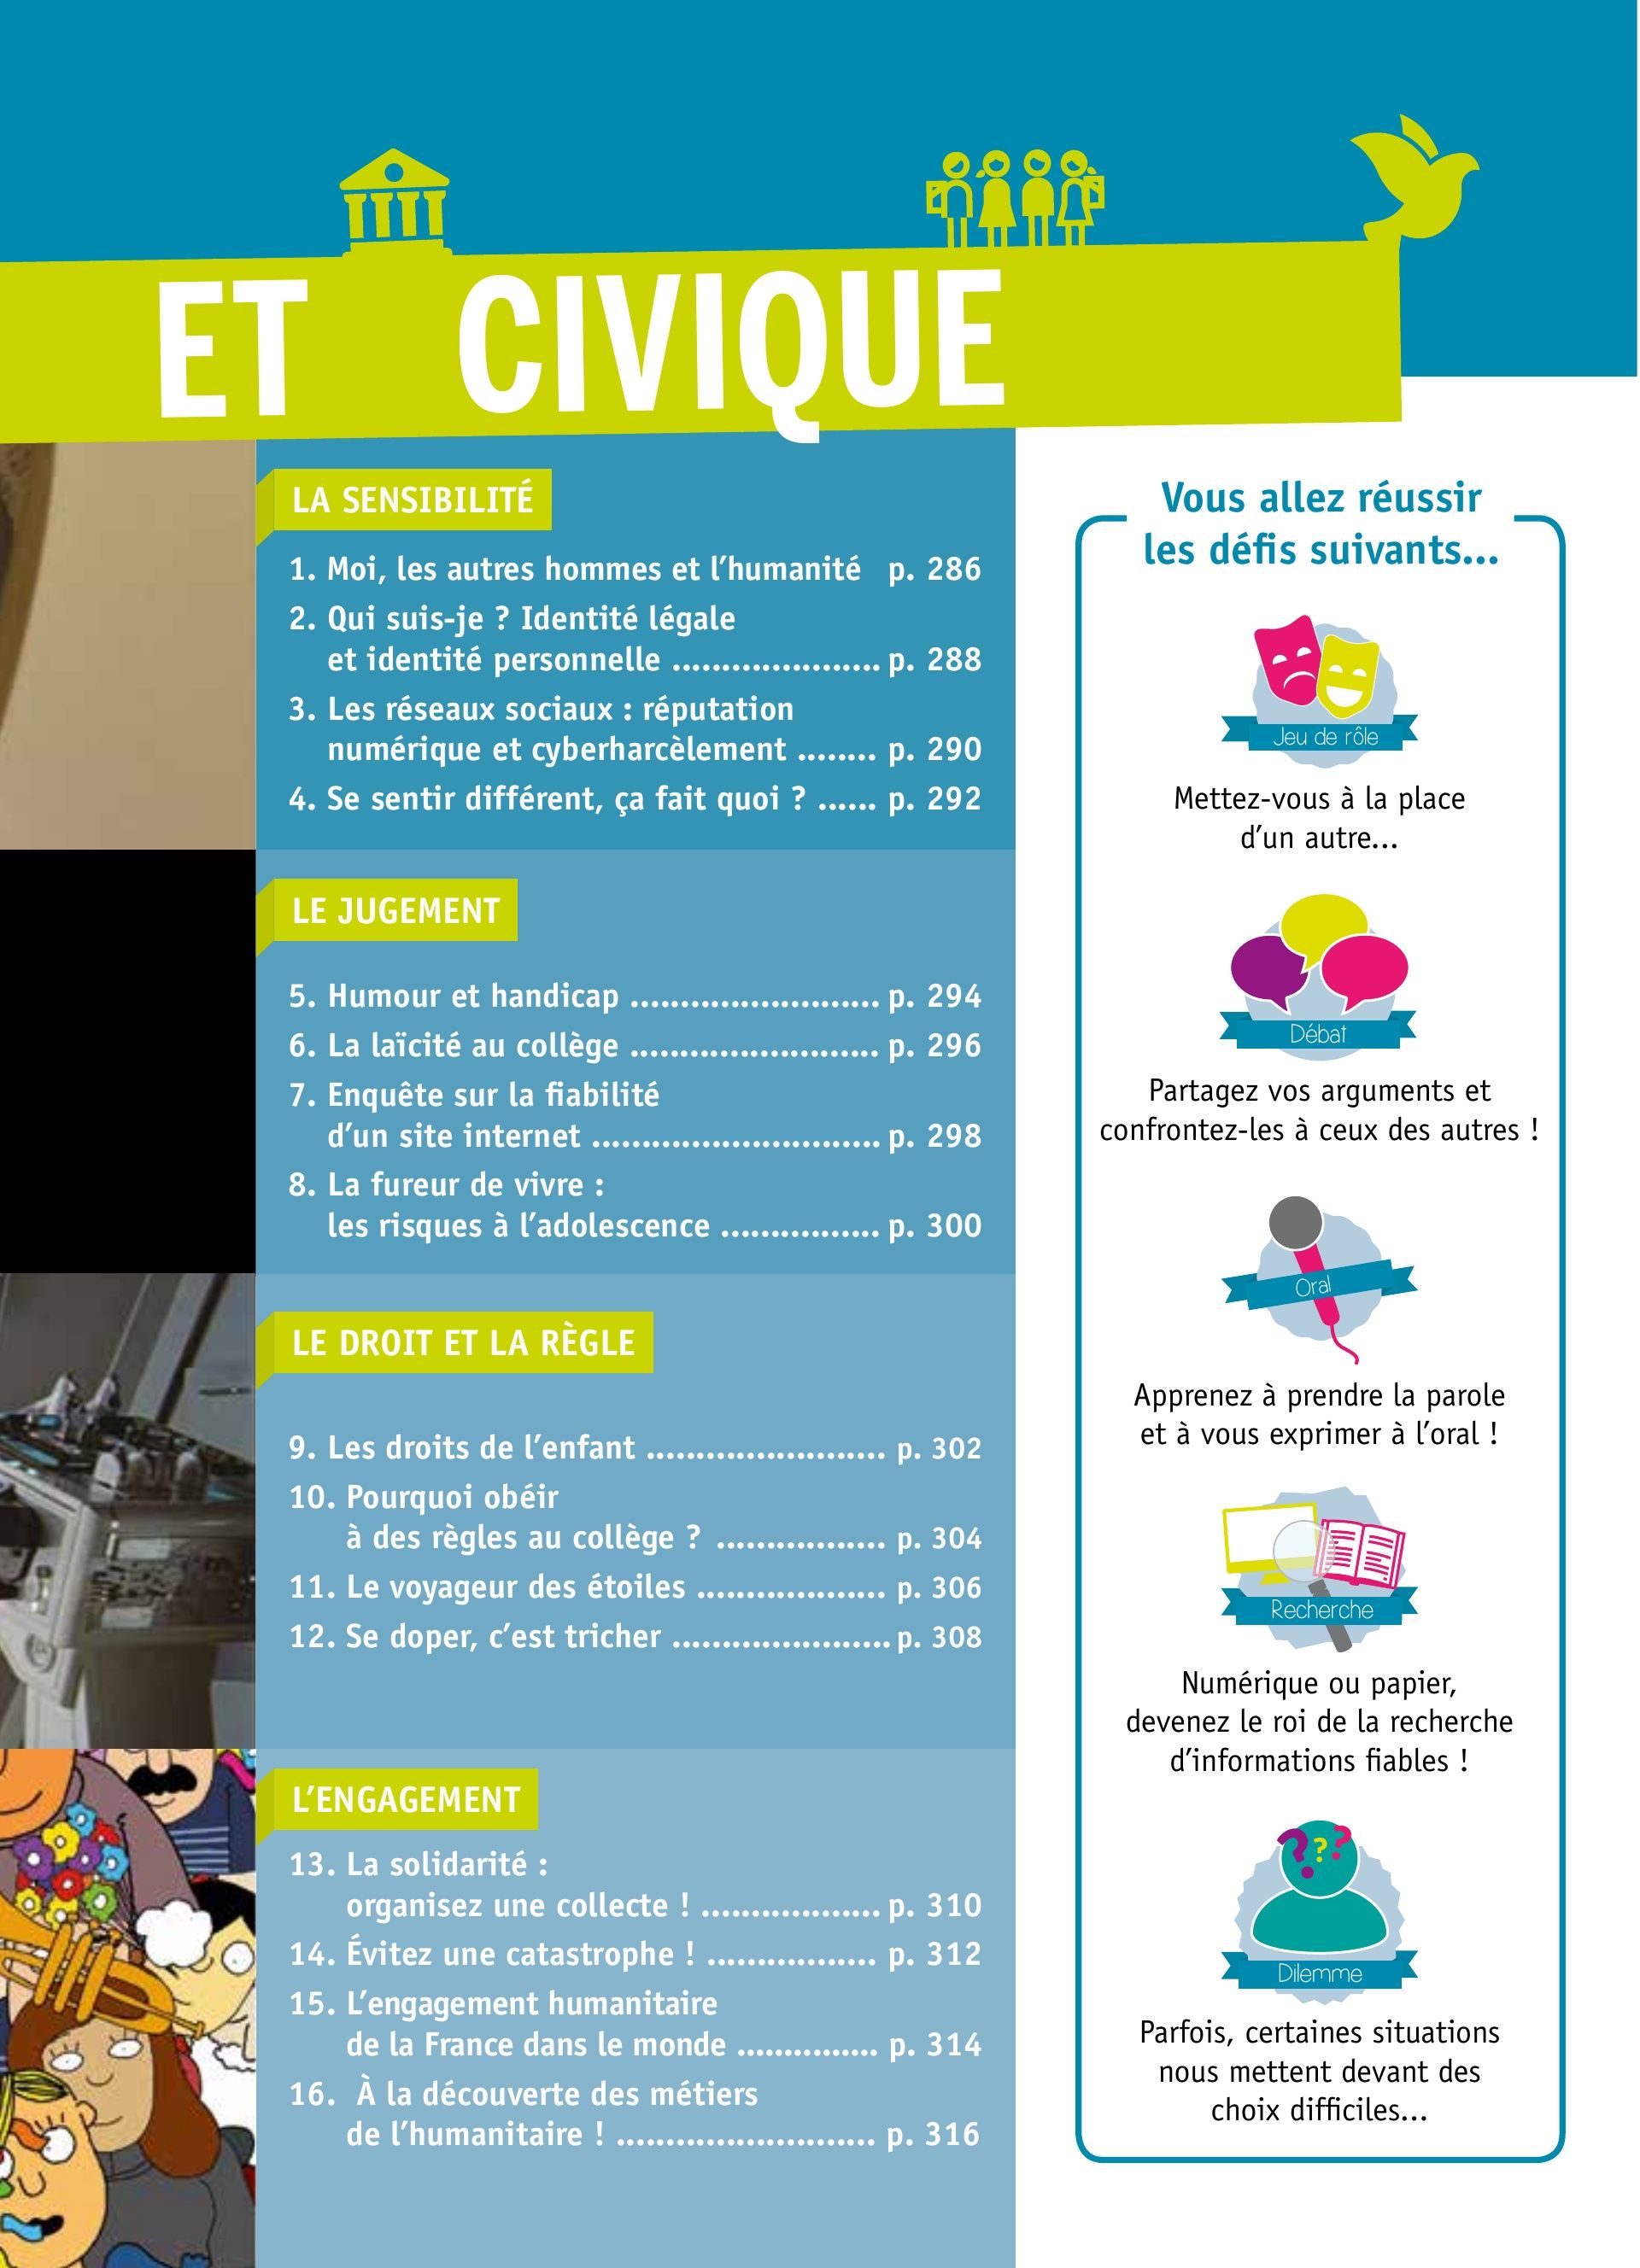 ET CIVIQUE
LA SENSIBILITÉ
1. Moi, les autres hommes et l'humanité p. 286
2. Qui suis-je ? Identité légale
et identité personnelle ..................... p. 288
3. Les réseaux sociaux : réputation
numérique et cyberharcèlement ........ p. 290
4. Se sentir différent, ça fait quoi ? ...... p. 292
LE JUGEMENT
5. Humour et handicap ......................... p. 294
6. La laïcité au collège ......................... p. 296
7. Enquête sur la fiabilité
d'un site internet ............................. p. 298
8. La fureur de vivre :
les risques à l'adolescence ................ p. 300
LE DROIT ET LA RÈGLE
9. Les droits de l'enfant ........................ p. 302
10. Pourquoi obéir
à des règles au collège ? ................. p. 304
11. Le voyageur des étoiles ................... p. 306
12. Se doper, c'est tricher ...................... p. 308
L'ENGAGEMENT
13. La solidarité :
organisez une collecte ! .................. p. 310
14. Évitez une catastrophe ! ................. p. 312
15. L'engagement humanitaire
de la France dans le monde .............. p. 314
16. À la découverte des métiers
de l'humanitaire ! .......................... p. 316
Vous allez réussir
les défis suivants...
Jeu de rôle
Mettez-vous à la place
d'un autre...
Débat
Partagez vos arguments et
confrontez-les à ceux des autres !
Oral
Apprenez à prendre la parole
et à vous exprimer à l'oral !
Recherche
Numérique ou papier,
devenez le roi de la recherche
d'informations fiables !
???
Dilemme
Parfois, certaines situations
nous mettent devant des
choix difficiles...